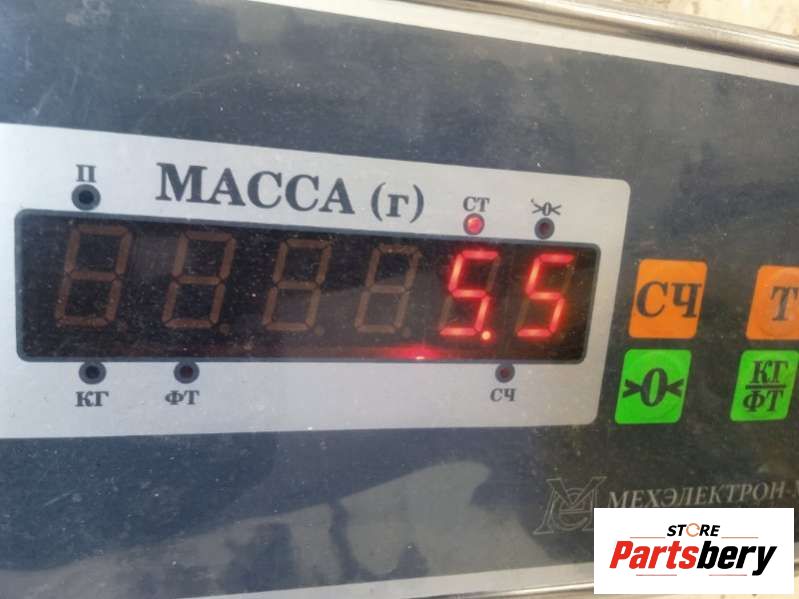 П
МАССА (г)
СТ
>0<
5.5
КГ
ФТ
СЧ
СЧ
Т
>0<
КГ
ФТ
МЕХЭЛЕКТРОН-
STORE
Partsbery